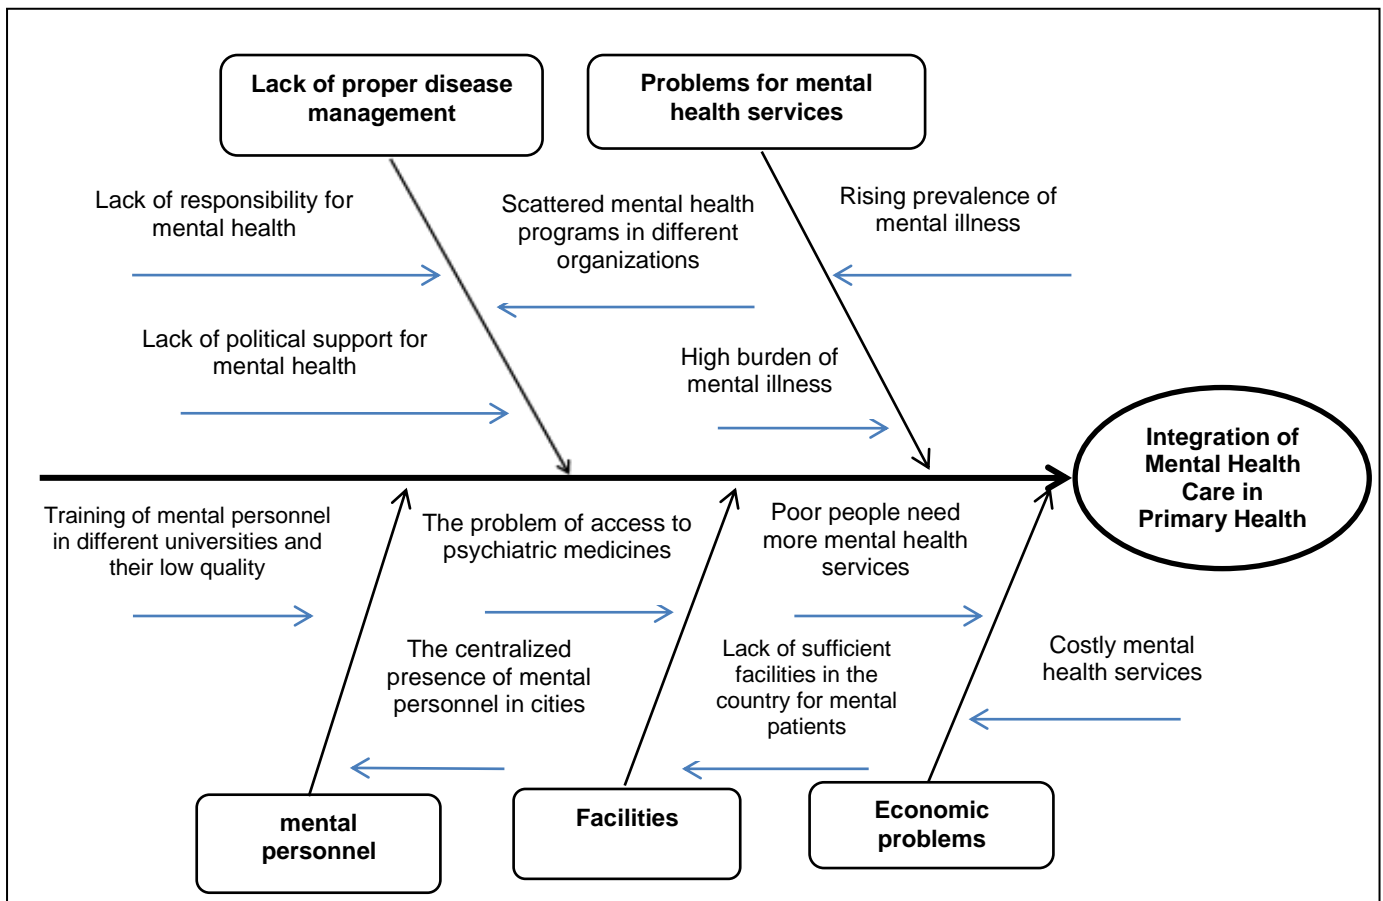 Lack of proper disease
management
Problems for mental
health services
Lack of responsibility for
mental health
Scattered mental health
programs in different
organizations
Rising prevalence of
mental illness
Lack of political support for
mental health
High burden of
mental illness
Integration of
Mental Health
Care in
Primary Health
Training of mental personnel
in different universities and
their low quality
The problem of access to
psychiatric medicines
Poor people need
more mental health
services
The centralized
presence of mental
personnel in cities
Lack of sufficient
facilities in the
country for mental
patients
Costly mental
health services
mental
personnel
Facilities
Economic
problems